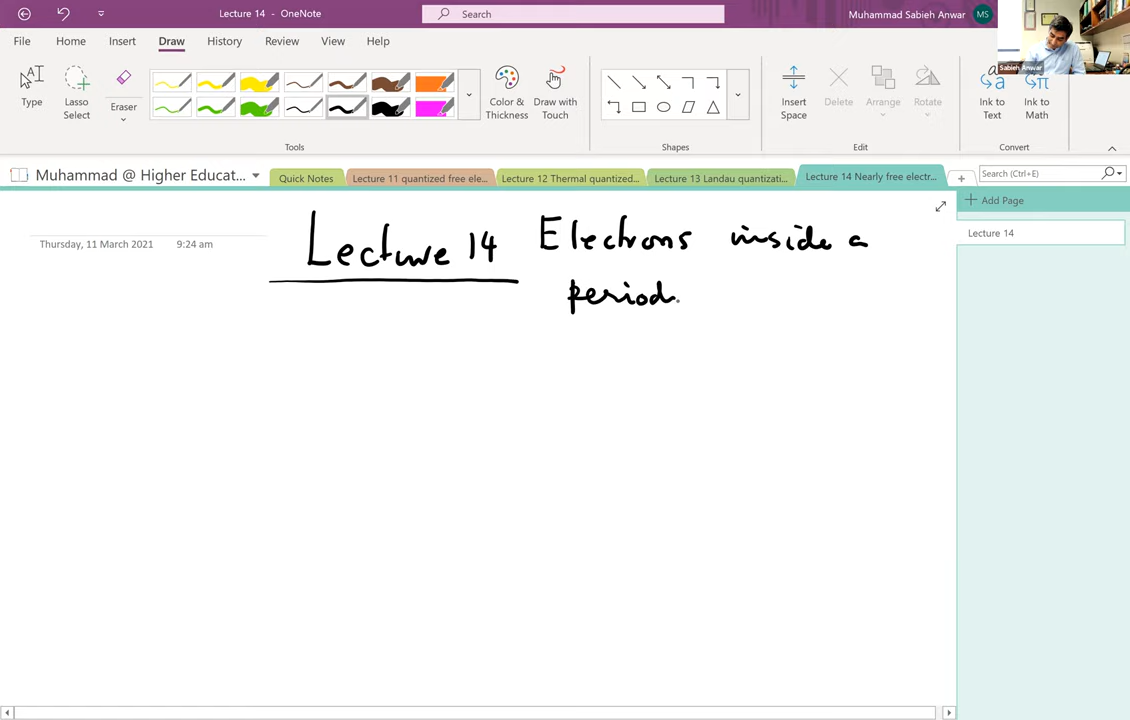 Lecture 14 - OneNote
Search
Muhammad Sabieh Anwar
MS
Sabieh Anwar
File
Home
Insert
Draw
History
Review
View
Help
Type
Lasso Select
Eraser
Color & Thickness
Draw with Touch
Insert Space
Delete
Arrange
Rotate
Ink to Text
Ink to Math
Tools
Shapes
Edit
Convert
Muhammad @ Higher Educat...
Quick Notes
Lecture 11 quantized free ele...
Lecture 12 Thermal quantized...
Lecture 13 Landau quantizati...
Lecture 14 Nearly free electr...
Search (Ctrl+E)
Add Page
Lecture 14
Thursday, 11 March 2021 9:24 am
Lecture 14 Electrons inside a
period